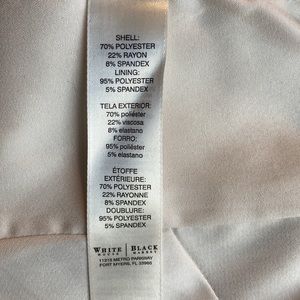 SHELL:
70% POLYESTER
22% RAYON
8% SPANDEX
LINING:
95% POLYESTER
5% SPANDEX
TELA EXTERIOR:
70% poliéster
22% viscosa
8% elastano
FORRO:
95% poliéster
5% elastano
ÉTOFFE
EXTÉRIEURE:
70% POLYESTER
22% RAYONNE
8% SPANDEX
DOUBLURE:
95% POLYESTER
5% SPANDEX
WHITE HOUSE | BLACK MARKET
11215 METRO PARKWAY
FORT MYERS, FL 33966